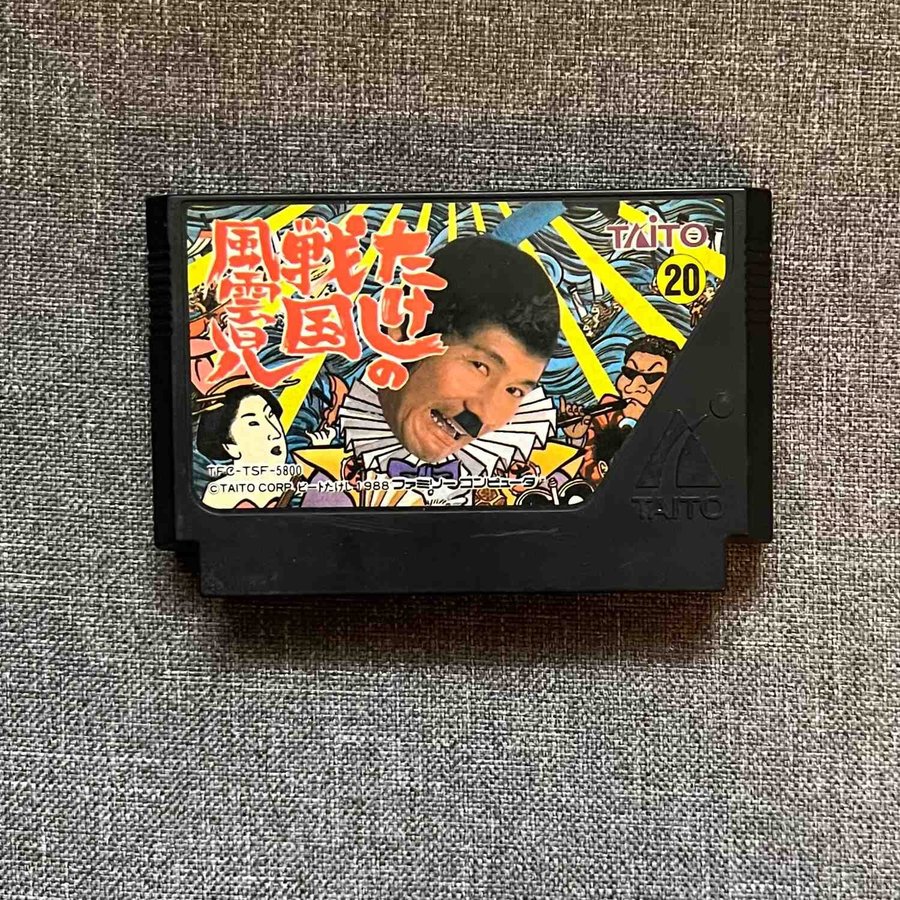 たけしの
戦国
風雲児
TAITO
20
TFC-TSF-5800
©TAITO CORP. ビートたけし 1988 ファミリーコンピュータ
TAITO